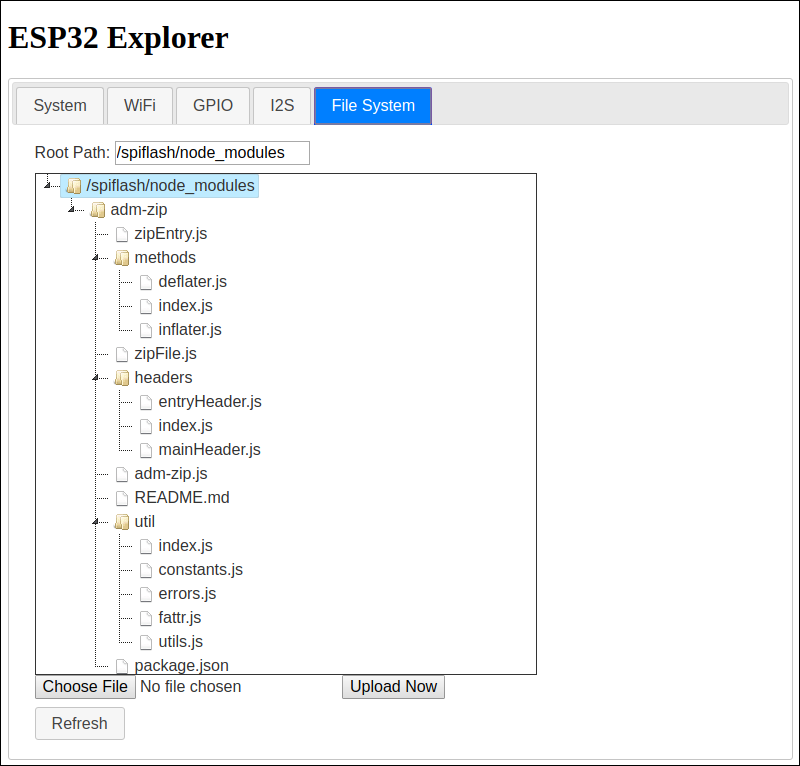 ESP32 Explorer
System WiFi GPIO I2S File System
Root Path: /spiflash/node_modules
/spiflash/node_modules
adm-zip
zipEntry.js
methods
deflater.js
index.js
inflater.js
zipFile.js
headers
entryHeader.js
index.js
mainHeader.js
adm-zip.js
README.md
util
index.js
constants.js
errors.js
fattr.js
utils.js
package.json
Choose File No file chosen Upload Now
Refresh